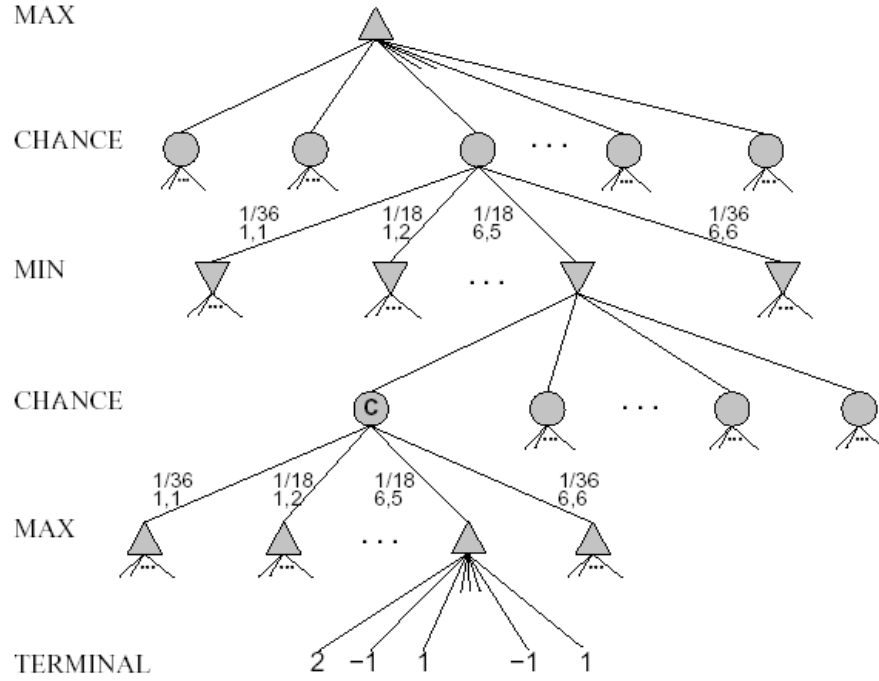 MAX
CHANCE
...
... ... ... ...
1/36 1/18 1/18 1/36
1,1 1,2 6,5 6,6
MIN
...
... ... ...
CHANCE
C
...
... ... ...
1/36 1/18 1/18 1/36
1,1 1,2 6,5 6,6
MAX
...
... ... ...
TERMINAL
2 −1 1 −1 1